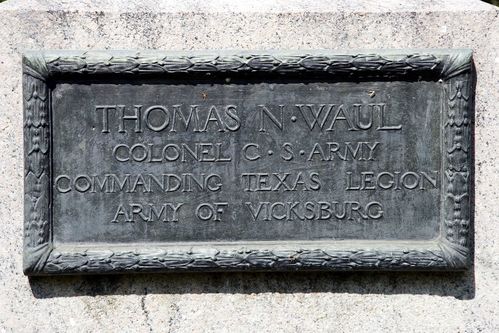 THOMAS N·WAUL
COLONEL C·S·ARMY
COMMANDING TEXAS LEGION
ARMY OF VICKSBURG